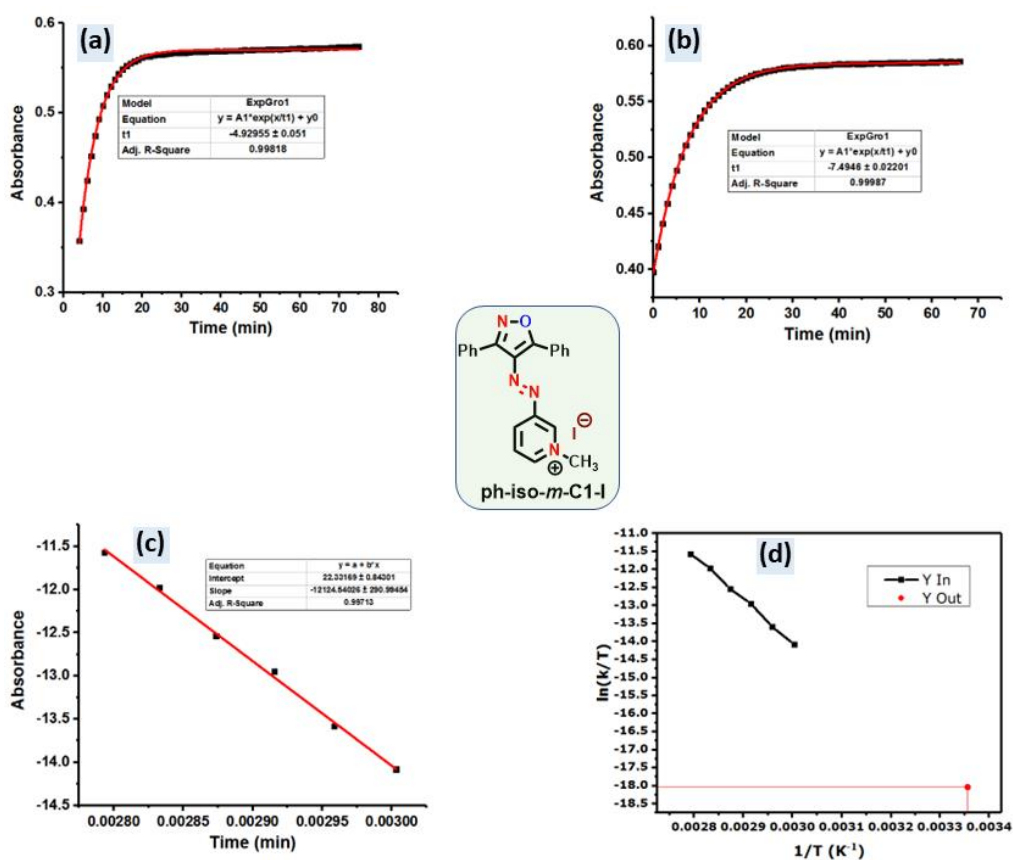 (a)
0.6
0.5
0.4
0.3
Absorbance
0 10 20 30 40 50 60 70 80
Time (min)
Model ExpGro1
Equation y = A1*exp(x/t1) + y0
t1 -4.92955 ± 0.051
Adj. R-Square 0.99818
(b)
0.60
0.55
0.50
0.45
0.40
Absorbance
0 10 20 30 40 50 60 70
Time (min)
Model ExpGro1
Equation y = A1*exp(x/t1) + y0
t1 -7.4946 ± 0.02201
Adj. R-Square 0.99987
N O
Ph Ph
N
N
I ⊖
N
⊕ CH3
ph-iso-m-C1-I
(c)
-11.5
-12.0
-12.5
-13.0
-13.5
-14.0
-14.5
Absorbance
0.00280 0.00285 0.00290 0.00295 0.00300
Time (min)
Equation y = a + b*x
Intercept 22.33169 ± 0.84301
Slope -12124.54026 ± 290.99484
Adj. R-Square 0.99713
(d)
-11.0
-11.5
-12.0
-12.5
-13.0
-13.5
-14.0
-14.5
-15.0
-15.5
-16.0
-16.5
-17.0
-17.5
-18.0
-18.5
ln(k/T)
0.0028 0.0029 0.0030 0.0031 0.0032 0.0033 0.0034
1/T (K⁻¹)
Y In
Y Out